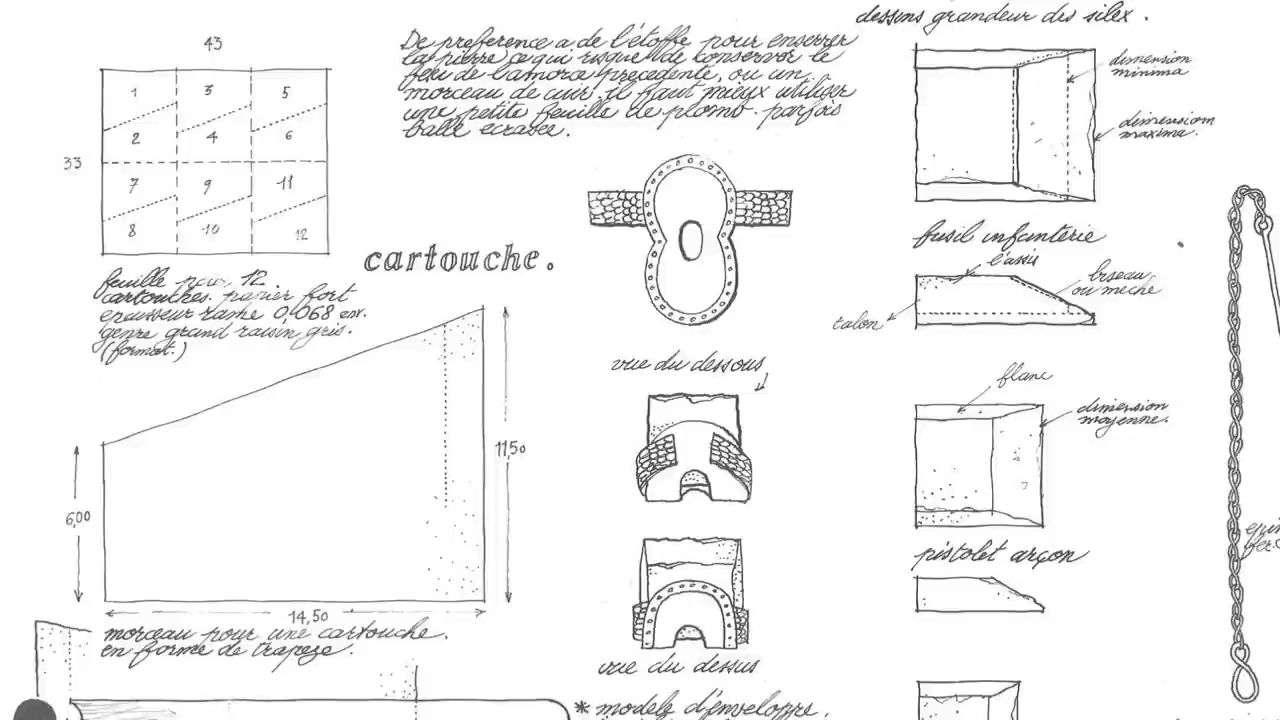 43
33
1
3
5
2
4
6
7
9
11
8
10
12
feuille pour 12
cartouches. papier fort
epaisseur rame 0,068 env.
genre grand raisin gris.
(format.)
cartouche.
6,00
11,50
14,50
morceau pour une cartouche.
en forme de trapeze.
De preference a de l'étoffe pour enserrer
la pierre ce qui risque de conserver le
feu de l'amorce precedente, ou un
morceau de cuir. il faut mieux utiliser
une petite feuille de plomb. parfois
balle ecrasee.
vue du dessous
vue du dessus
* modele d'enveloppe.
dessins grandeur des silex.
dimension
minima
dimension
maxima.
fusil infanterie
l'assis
biseau
ou meche
talon
flanc
dimension
moyenne.
pistolet arçon